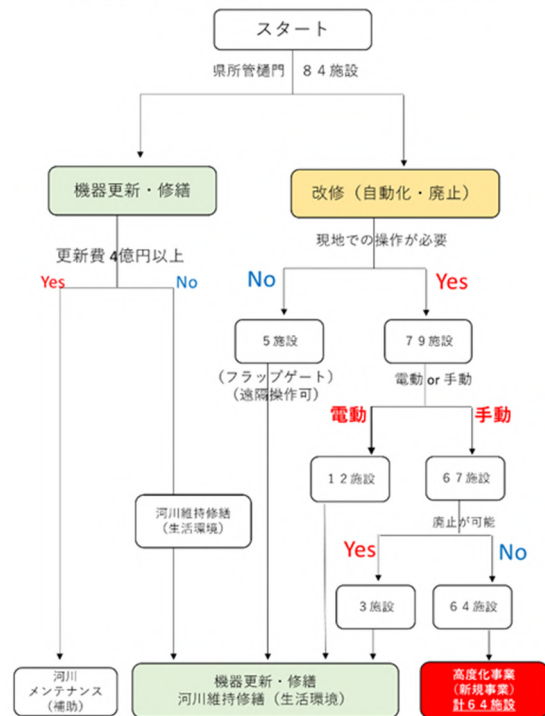 スタート
県所管樋門 84施設
機器更新・修繕
改修（自動化・廃止）
更新費4億円以上
現地での操作が必要
Yes
No
No
Yes
5施設
79施設
(フラップゲート)
(遠隔操作可)
電動 or 手動
電動
手動
12施設
67施設
河川維持修繕
(生活環境)
廃止が可能
Yes
No
3施設
64施設
河川
メンテナンス
(補助)
機器更新・修繕
河川維持修繕（生活環境）
高度化事業
(新規事業)
計64施設